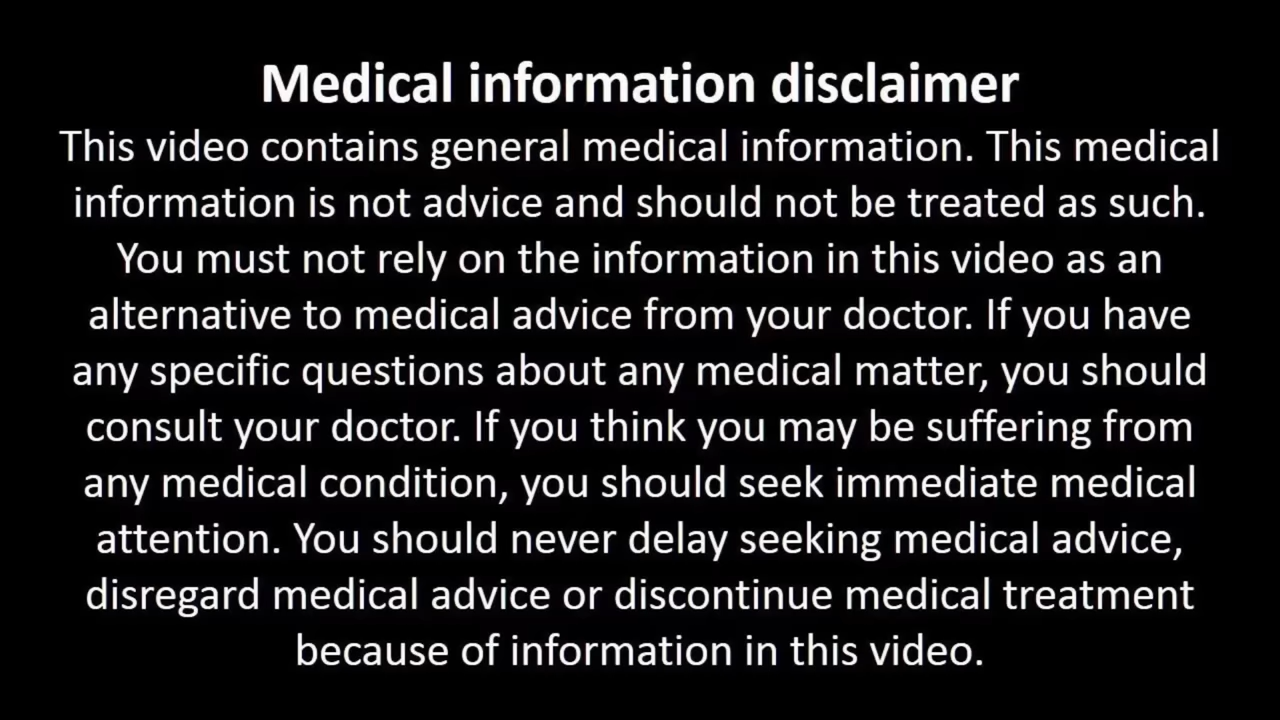 Medical information disclaimer
This video contains general medical information. This medical
information is not advice and should not be treated as such.
You must not rely on the information in this video as an
alternative to medical advice from your doctor. If you have
any specific questions about any medical matter, you should
consult your doctor. If you think you may be suffering from
any medical condition, you should seek immediate medical
attention. You should never delay seeking medical advice,
disregard medical advice or discontinue medical treatment
because of information in this video.